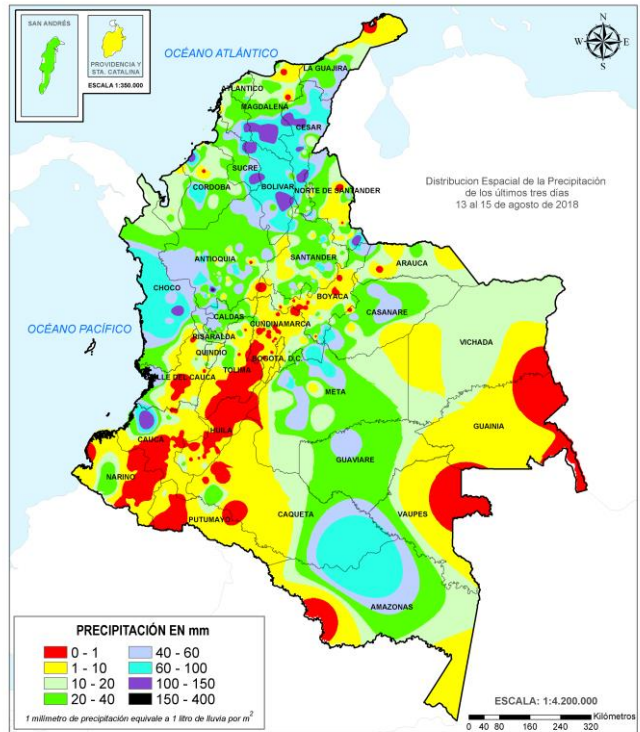 SAN ANDRÉS
PROVIDENCIA Y
STA. CATALINA
ESCALA 1:350.000
OCÉANO ATLÁNTICO
N
W
E
S
LA GUAJIRA
ATLANTICO
MAGDALENA
CESAR
SUCRE
CORDOBA
BOLIVAR
NORTE DE SANTANDER
Distribucion Espacial de la Precipitación
de los últimos tres días
13 al 15 de agosto de 2018
ANTIOQUIA
SANTANDER
ARAUCA
CHOCO
BOYACA
CASANARE
CALDAS
OCÉANO PACÍFICO
CUNDINAMARCA
RISARALDA
VICHADA
QUINDIO
BOGOTA, D.C.
TOLIMA
VALLE DEL CAUCA
META
GUAINIA
HUILA
CAUCA
GUAVIARE
NARIÑO
CAQUETA
VAUPES
PUTUMAYO
AMAZONAS
PRECIPITACIÓN EN mm
0 - 1 40 - 60
1 - 10 60 - 100
10 - 20 100 - 150
20 - 40 150 - 400
1 milimetro de precipitación equivale a 1 litro de lluvia por m²
ESCALA: 1:4.200.000
Kilómetros
0 40 80 160 240 320